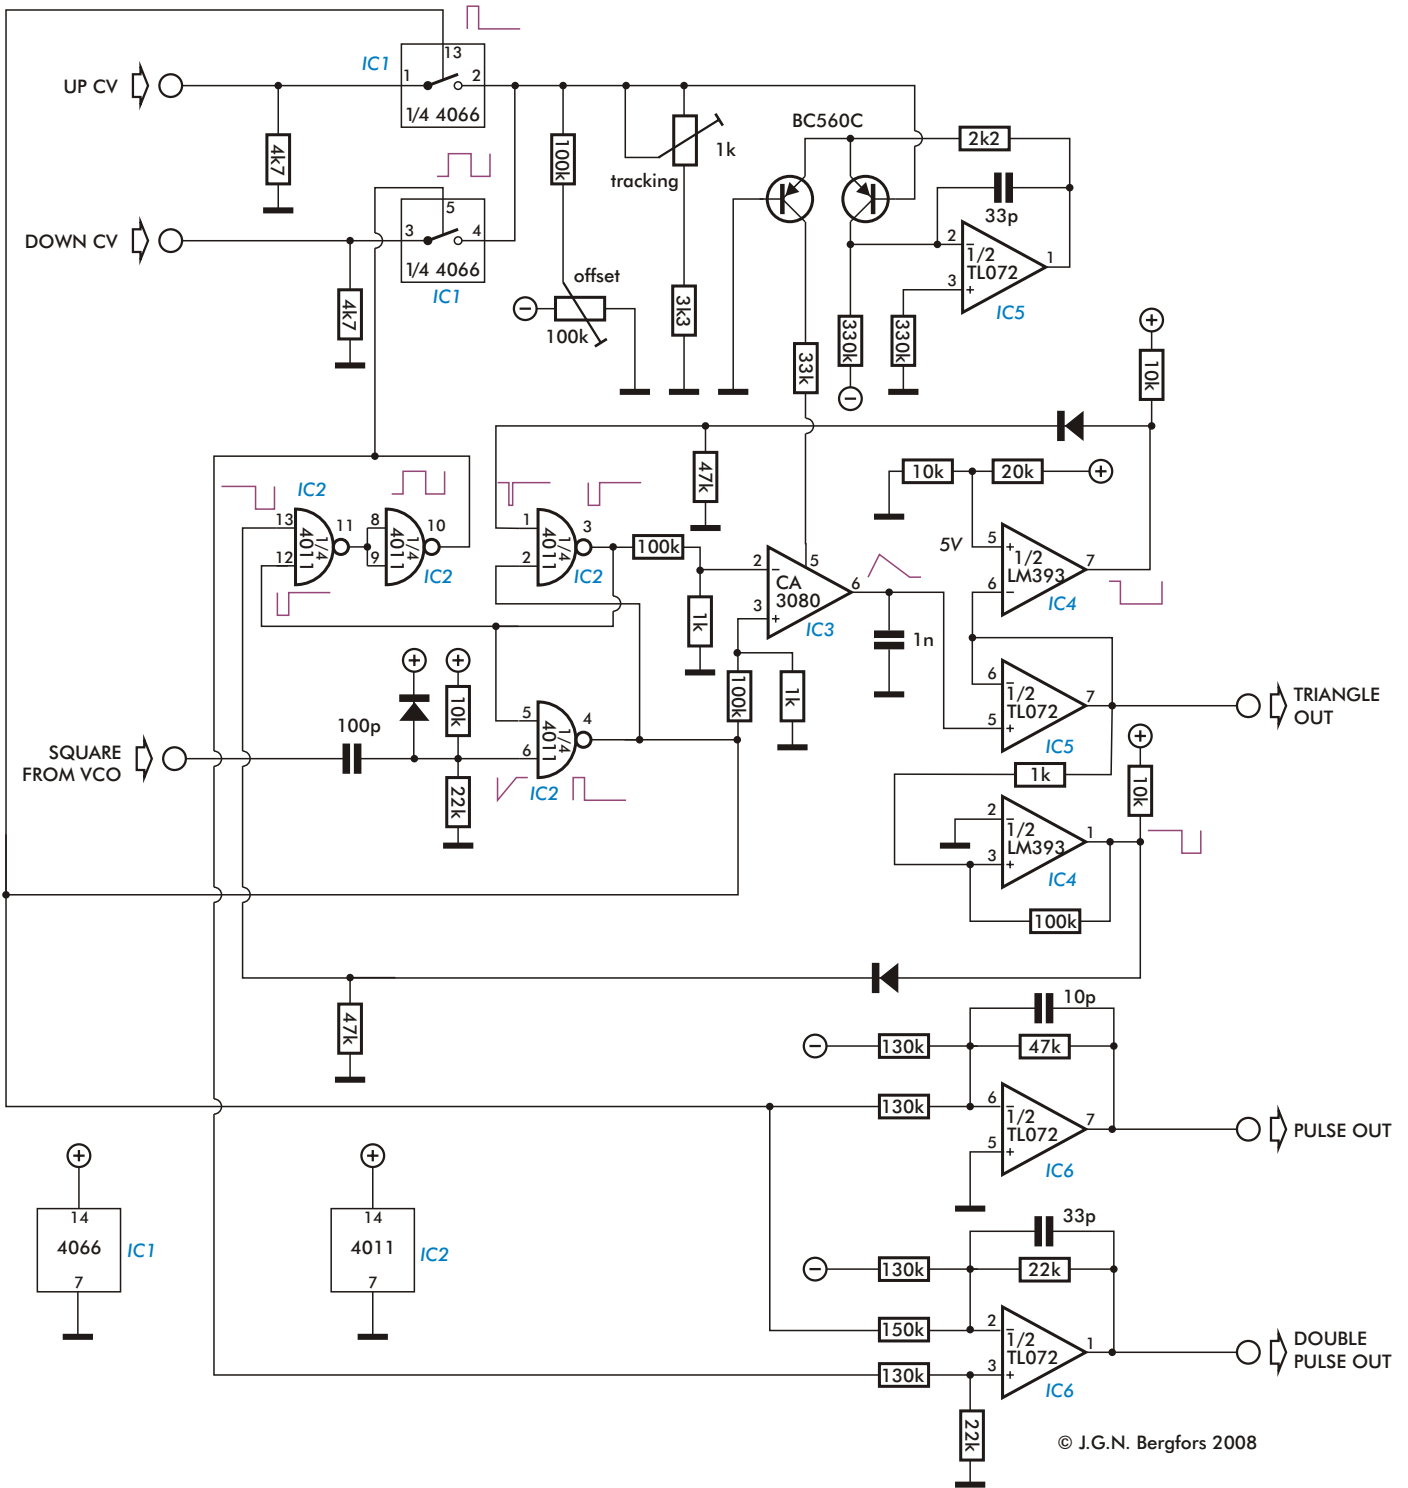 UP CV
IC1
13
1
2
1/4 4066
4k7
DOWN CV
5
3
4
1/4 4066
IC1
4k7
100k
tracking
1k
offset
100k
3k3
BC560C
2k2
33p
2
1/2
TL072
1
3
IC5
330k
330k
33k
10k
47k
10k
20k
5V
5
1/2
LM393
7
6
IC4
IC2
13
12
1/4
4011
11
8
9
1/4
4011
10
IC2
1
2
1/4
4011
3
IC2
100k
1k
2
3
CA
3080
5
6
IC3
1n
100k
1k
6
1/2
TL072
7
5
IC5
TRIANGLE
OUT
SQUARE
FROM VCO
100p
10k
22k
5
6
1/4
4011
4
IC2
1k
10k
2
1/2
LM393
1
3
IC4
100k
47k
10p
130k
47k
130k
6
1/2
TL072
7
5
IC6
PULSE OUT
14
4066
7
IC1
14
4011
7
IC2
33p
130k
22k
150k
130k
2
1/2
TL072
1
3
IC6
DOUBLE
PULSE OUT
22k
© J.G.N. Bergfors 2008